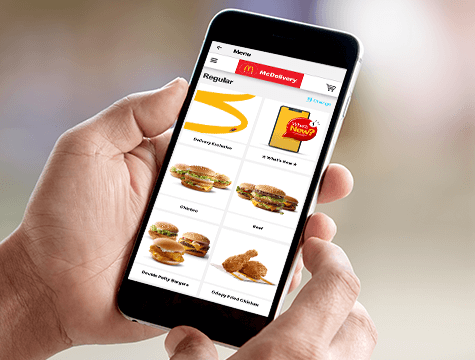 Menu
McDelivery
Regular
Change
What's
New?
Delivery Exclusive
★ What's New ★
Chicken
Beef
Double Patty Burgers
Crispy Fried Chicken